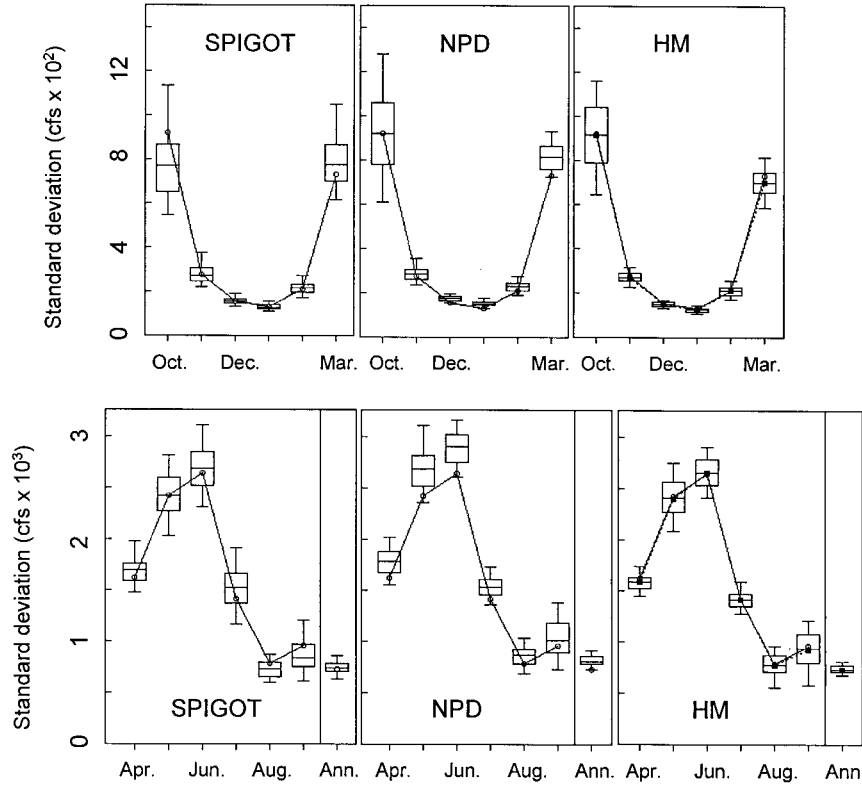 SPIGOT NPD HM
Standard deviation (cfs x 10²)
12
8
4
0
Oct. Dec. Mar. Oct. Dec. Mar. Oct. Dec. Mar.
Standard deviation (cfs x 10³)
3
2
1
0
SPIGOT NPD HM
Apr. Jun. Aug. Ann. Apr. Jun. Aug. Ann. Apr. Jun. Aug. Ann.